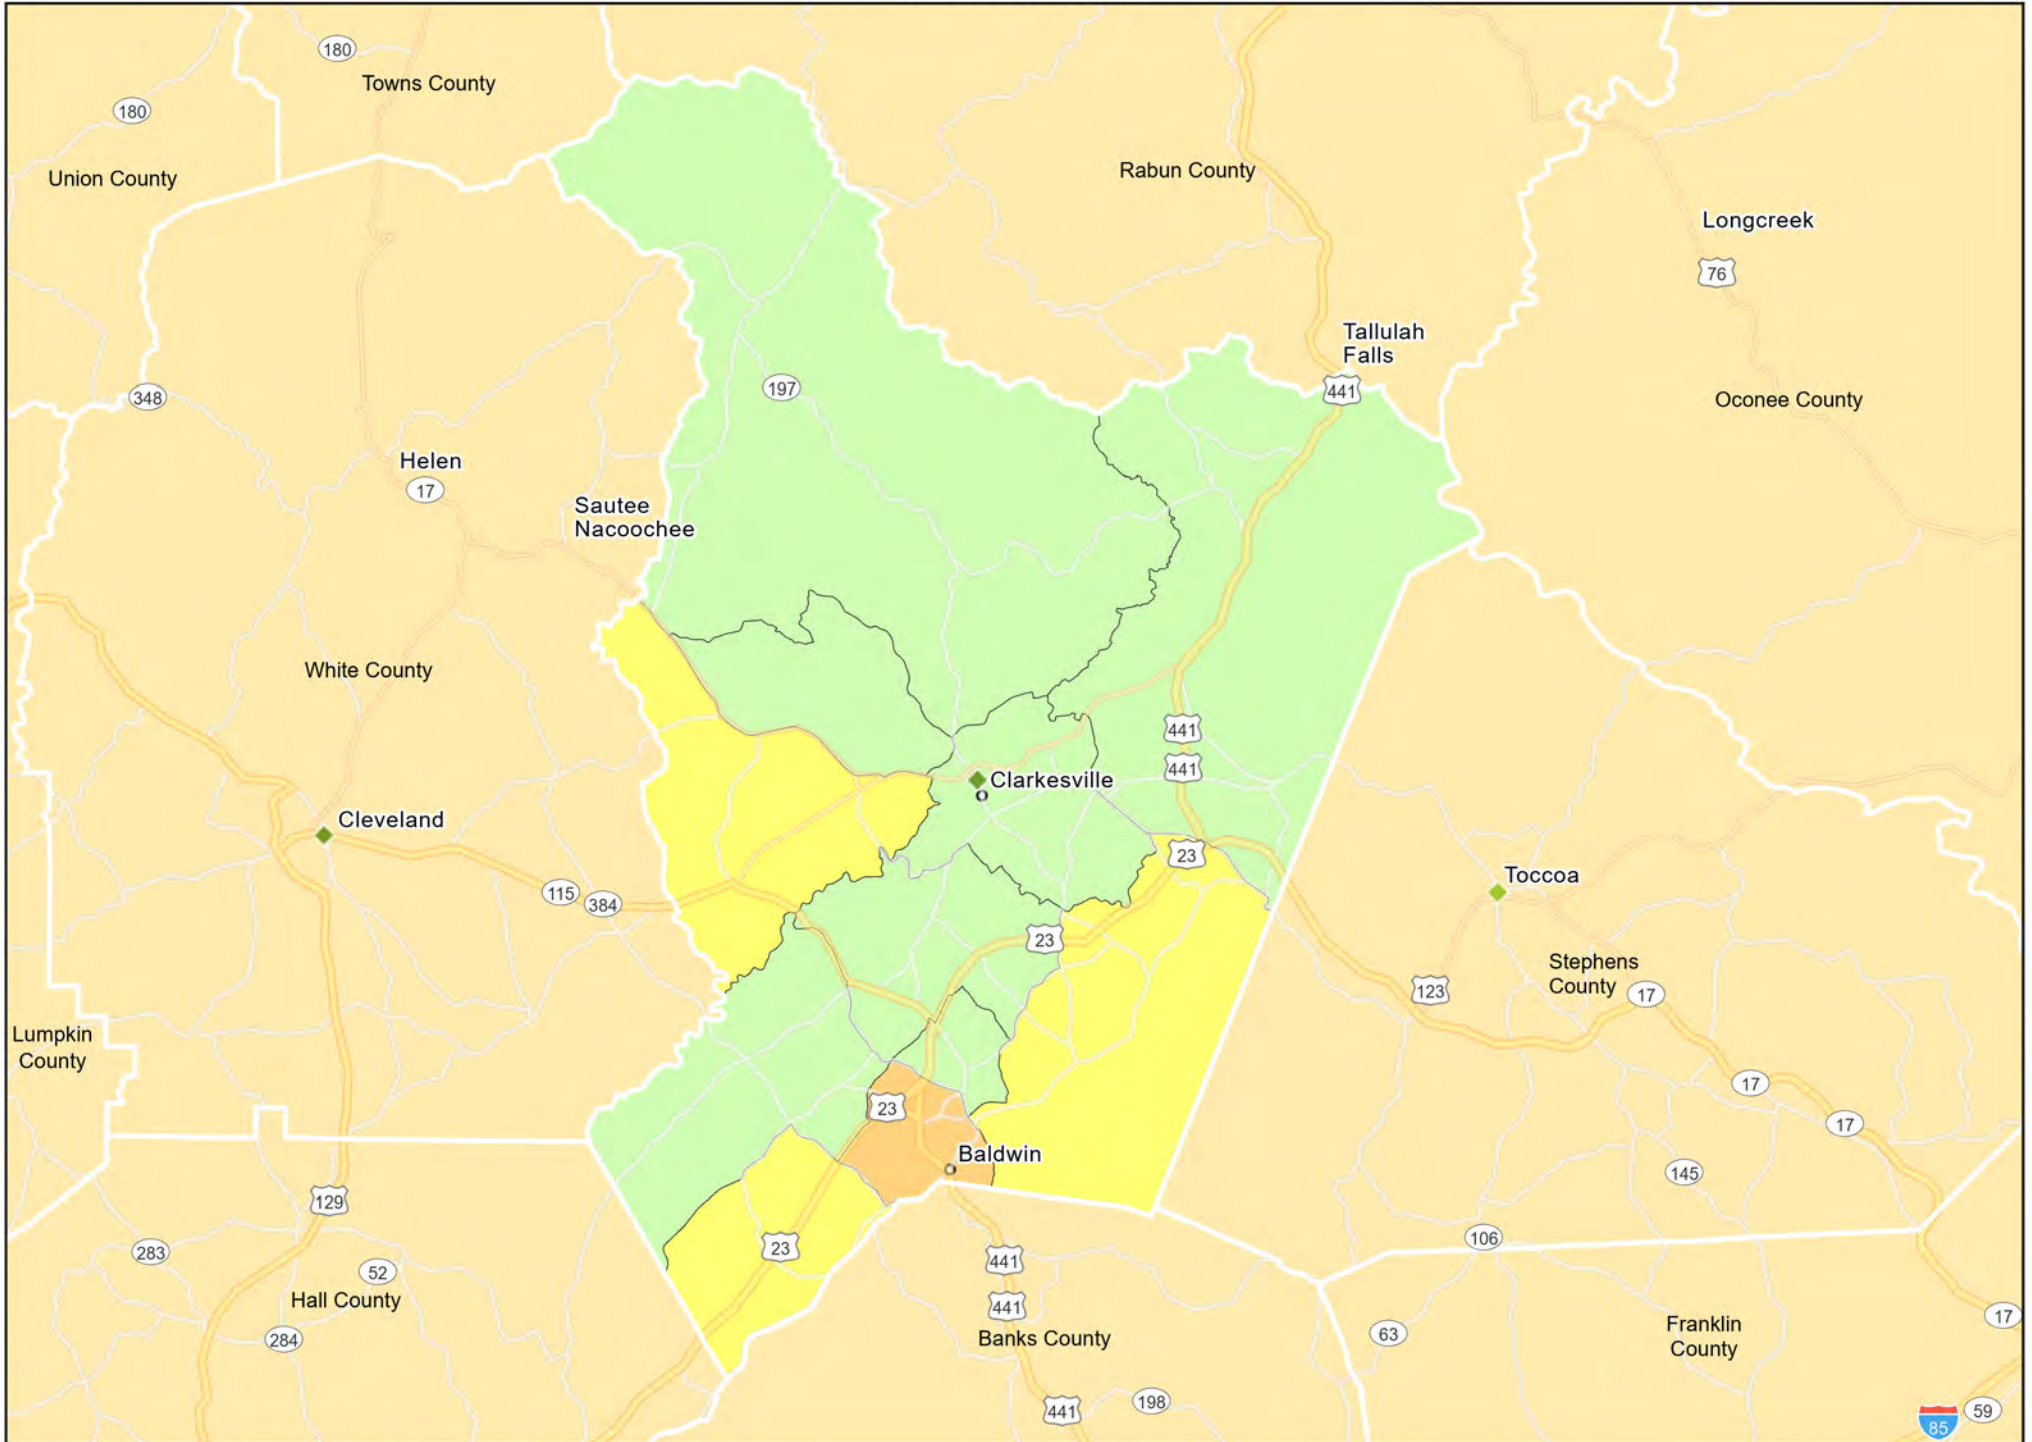 180
Towns County
180
Union County
Rabun County
Longcreek
76
Tallulah
Falls
441
197
348
Oconee County
Helen
17
Sautee
Nacoochee
White County
441
441
Clarkesville
Cleveland
23
115
384
Toccoa
23
Stephens
County
123
17
Lumpkin
County
17
23
17
Baldwin
145
129
283
23
106
52
441
Hall County
441
17
284
Banks County
63
Franklin
County
441
198
59
85